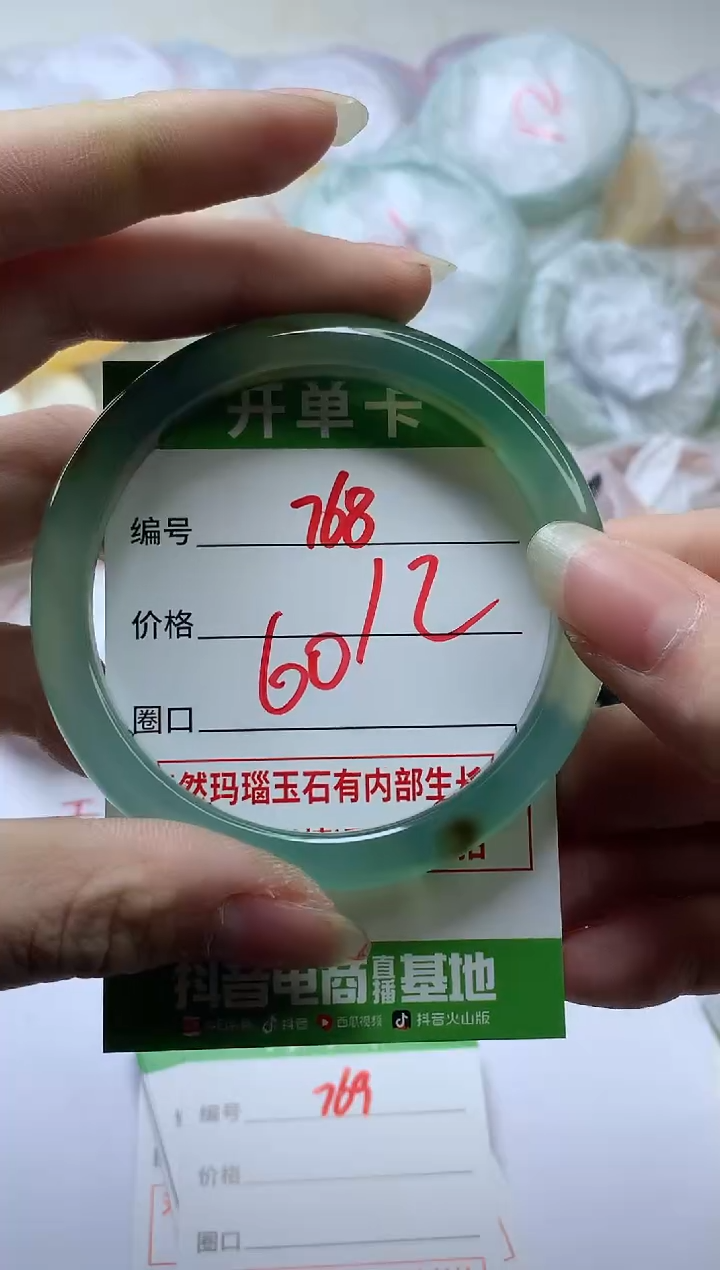 12
开单卡
编号 768
价格 60/12
圈口
然玛瑙玉石有内部生长
抖音电商直播基地
抖音 西瓜视频 抖音火山版
编号 769
价格
圈口